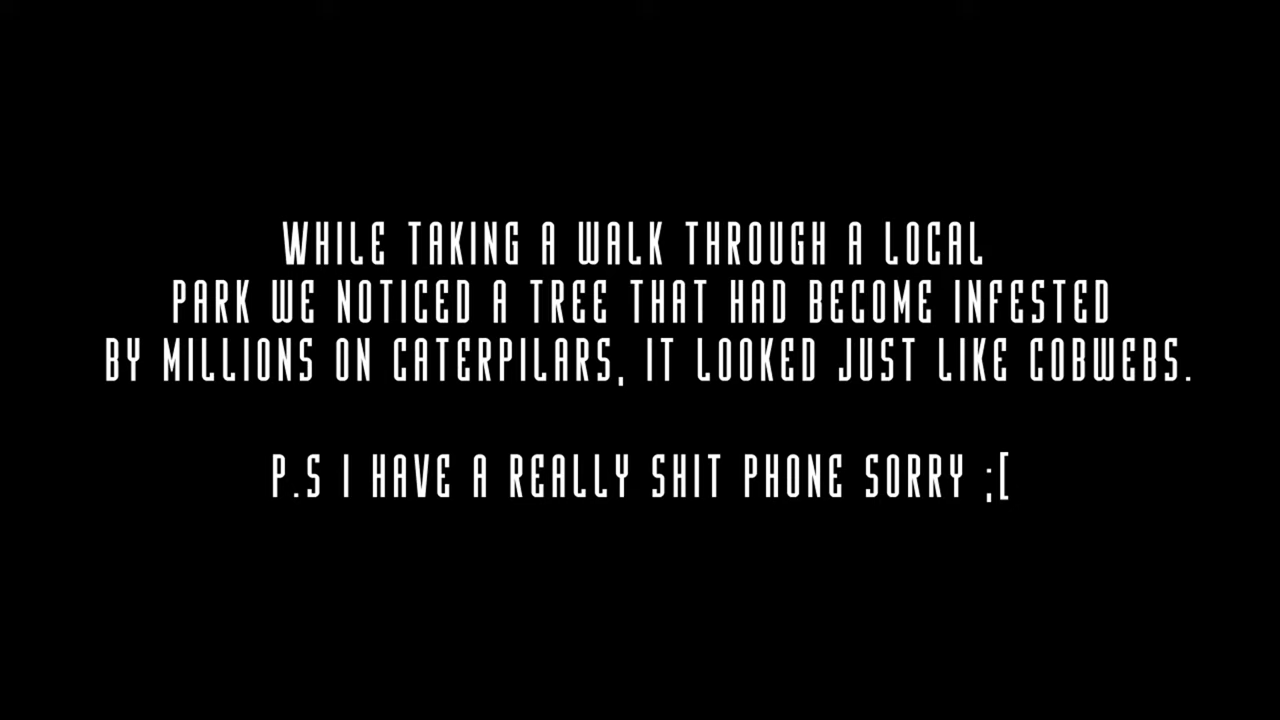 WHILE TAKING A WALK THROUGH A LOCAL
PARK WE NOTICED A TREE THAT HAD BECOME INFESTED
BY MILLIONS ON CATERPILARS, IT LOOKED JUST LIKE COBWEBS.
P.S I HAVE A REALLY SHIT PHONE SORRY ;[